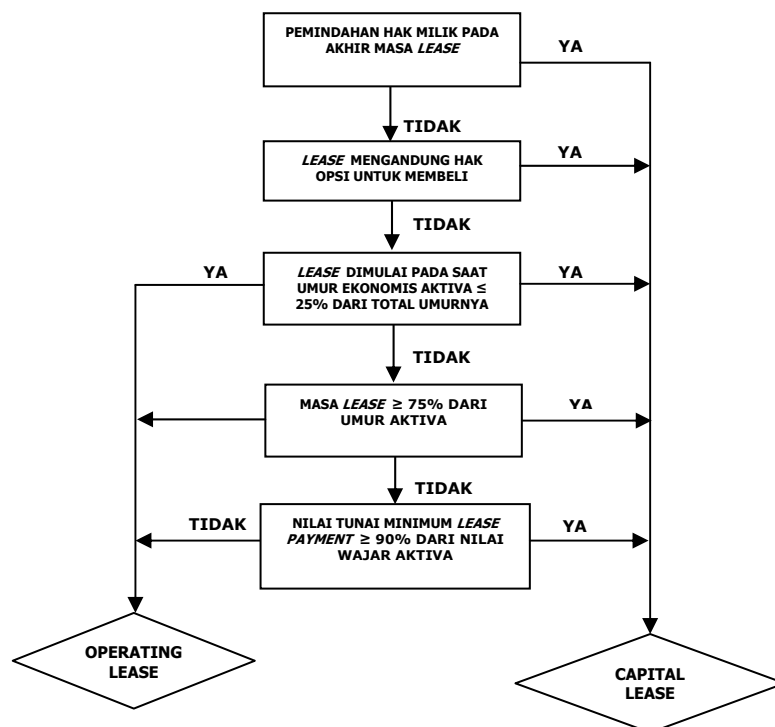 PEMINDAHAN HAK MILIK PADA
AKHIR MASA LEASE
YA
TIDAK
LEASE MENGANDUNG HAK
OPSI UNTUK MEMBELI
YA
TIDAK
YA
LEASE DIMULAI PADA SAAT
UMUR EKONOMIS AKTIVA ≤
25% DARI TOTAL UMURNYA
YA
TIDAK
MASA LEASE ≥ 75% DARI
UMUR AKTIVA
YA
TIDAK
TIDAK
NILAI TUNAI MINIMUM LEASE
PAYMENT ≥ 90% DARI NILAI
WAJAR AKTIVA
YA
OPERATING
LEASE
CAPITAL
LEASE